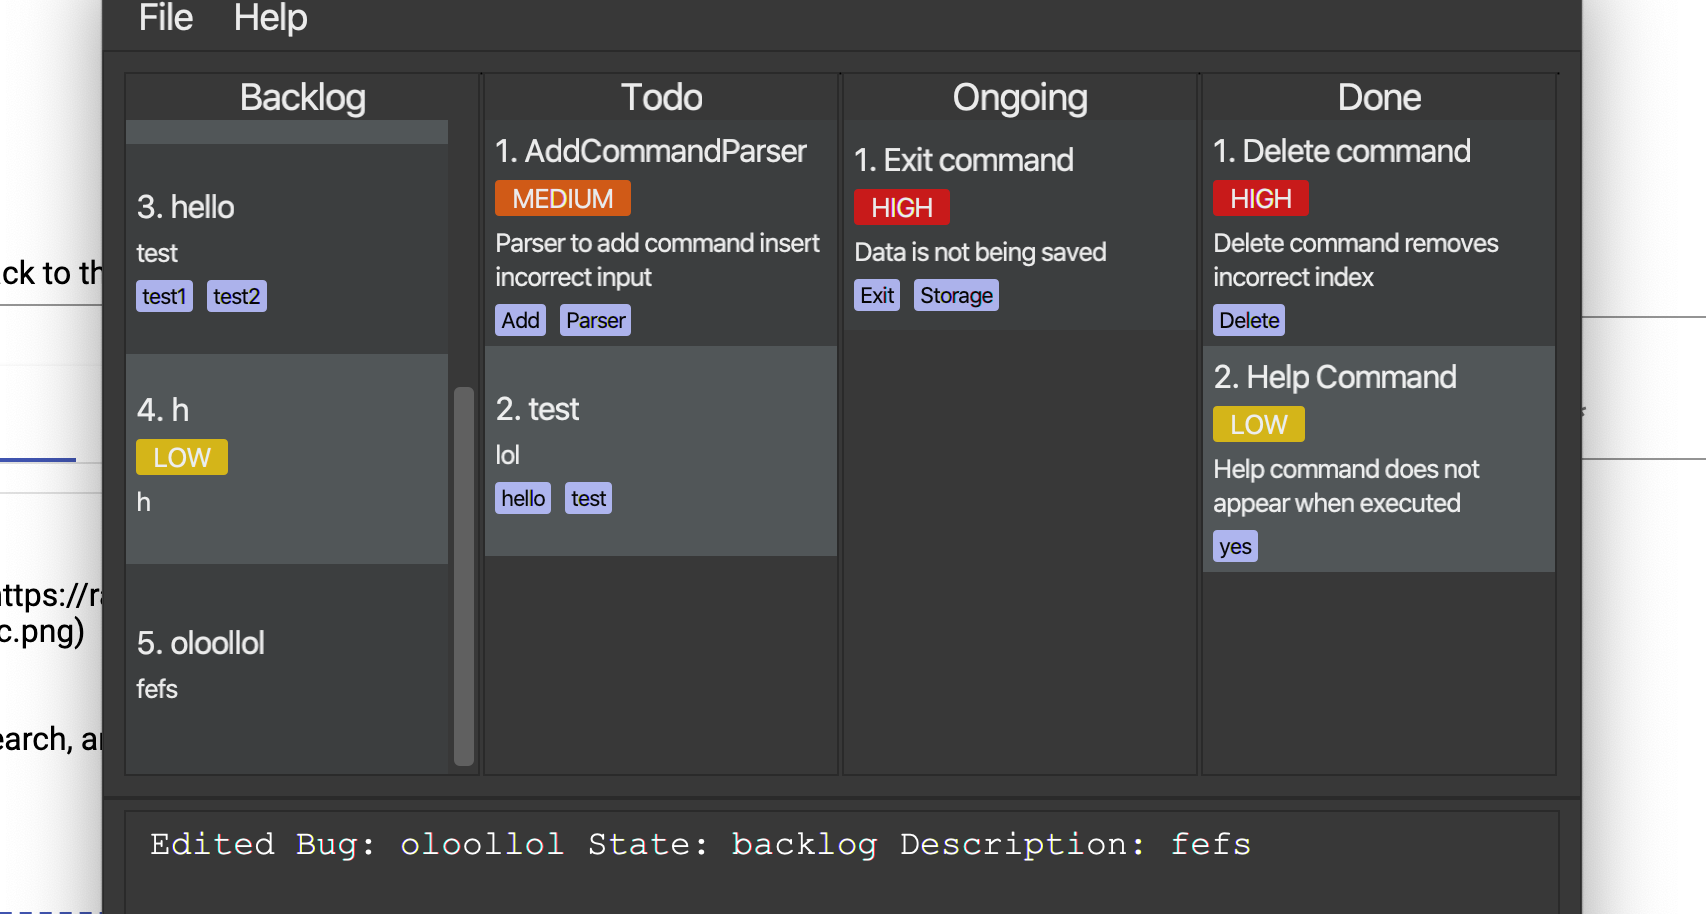 File Help
Backlog
3. hello
test
test1 test2
4. h
LOW
h
5. oloollol
fefs
Todo
1. AddCommandParser
MEDIUM
Parser to add command insert
incorrect input
Add Parser
2. test
lol
hello test
Ongoing
1. Exit command
HIGH
Data is not being saved
Exit Storage
Done
1. Delete command
HIGH
Delete command removes
incorrect index
Delete
2. Help Command
LOW
Help command does not
appear when executed
yes
Edited Bug: oloollol State: backlog Description: fefs
ck to th
ttps://ra
c.png)
earch, a